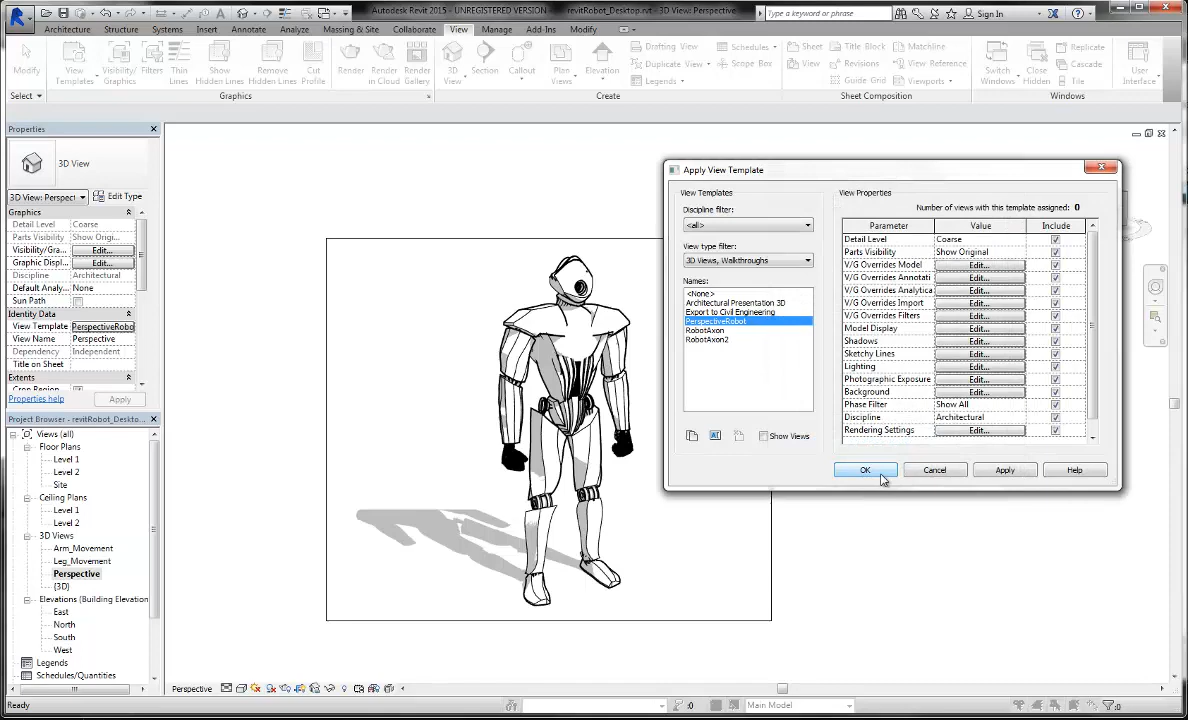 Autodesk Revit 2015 - UNREGISTERED VERSION - revitRobot_Desktop.rvt - 3D View: Perspective
Type a keyword or phrase
Sign In
Architecture Structure Systems Insert Annotate Analyze Massing & Site Collaborate View Manage Add-Ins Modify
Modify
View Templates
Visibility/ Graphics
Filters
Thin Lines
Show Hidden Lines
Remove Hidden Lines
Cut Profile
Render
Render in Cloud
Render Gallery
3D View
Section
Callout
Plan Views
Elevation
Drafting View
Duplicate View
Legends
Schedules
Scope Box
Sheet
View
Title Block
Revisions
Guide Grid
Matchline
View Reference
Viewports
Switch Windows
Close Hidden
Replicate
Cascade
Tile
User Interface
Select Graphics Create Sheet Composition Windows
Properties
3D View
3D View: Perspect Edit Type
Graphics
Detail Level Coarse
Parts Visibility Show Origi...
Visibility/Gra... Edit...
Graphic Displ... Edit...
Discipline Architectural
Default Analy... None
Sun Path
Identity Data
View Template PerspectiveRobo
View Name Perspective
Dependency Independent
Title on Sheet
Extents
Crop Region
Properties help Apply
Project Browser - revitRobot_Deskto...
Views (all)
Floor Plans
Level 1
Level 2
Site
Ceiling Plans
Level 1
Level 2
3D Views
Arm_Movement
Leg_Movement
Perspective
{3D}
Elevations (Building Elevation
East
North
South
West
Legends
Schedules/Quantities
Apply View Template
View Templates
Discipline filter:
<all>
View type filter:
3D Views, Walkthroughs
Names:
<None>
Architectural Presentation 3D
Export to Civil Engineering
PerspectiveRobot
RobotAxon
RobotAxon2
Show Views
View Properties
Number of views with this template assigned: 0
Parameter Value Include
Detail Level Coarse
Parts Visibility Show Original
V/G Overrides Model Edit...
V/G Overrides Annotati Edit...
V/G Overrides Analytica Edit...
V/G Overrides Import Edit...
V/G Overrides Filters Edit...
Model Display Edit...
Shadows Edit...
Sketchy Lines Edit...
Lighting Edit...
Photographic Exposure Edit...
Background Edit...
Phase Filter Show All
Discipline Architectural
Rendering Settings Edit...
OK Cancel Apply Help
Perspective
Ready
:0
Main Model
:0